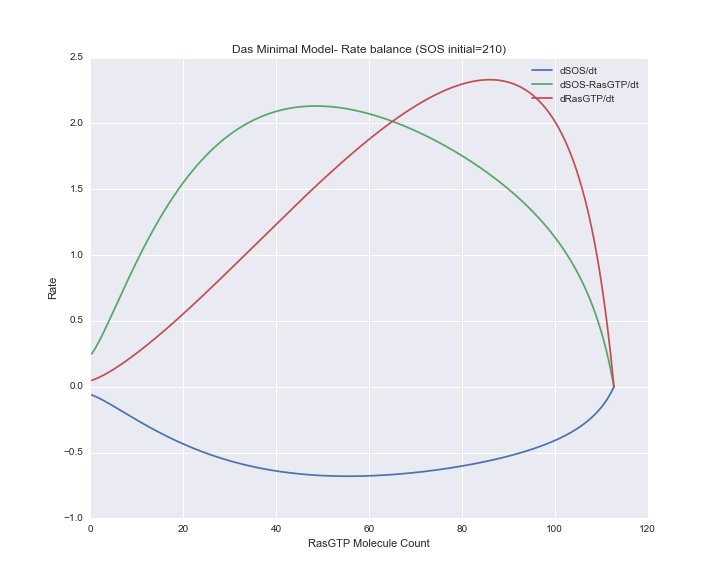 Das Minimal Model- Rate balance (SOS initial=210)
2.5
2.0
1.5
1.0
0.5
0.0
−0.5
−1.0
Rate
dSOS/dt
dSOS-RasGTP/dt
dRasGTP/dt
0 20 40 60 80 100 120
RasGTP Molecule Count